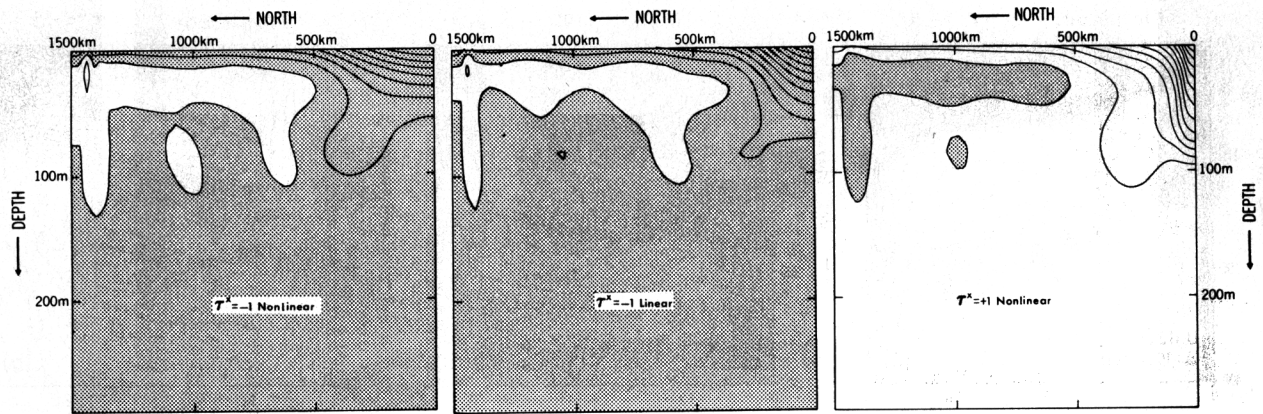 ← NORTH
1500km 1000km 500km 0
100m
200m
← DEPTH
τˣ=−1 Nonlinear
← NORTH
1500km 1000km 500km 0
τˣ=−1 Linear
← NORTH
1500km 1000km 500km 0
100m
200m
← DEPTH
τˣ=+1 Nonlinear